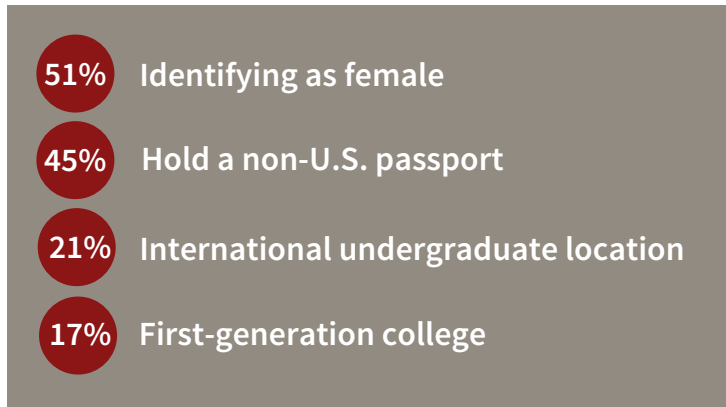 51% Identifying as female
45% Hold a non-U.S. passport
21% International undergraduate location
17% First-generation college